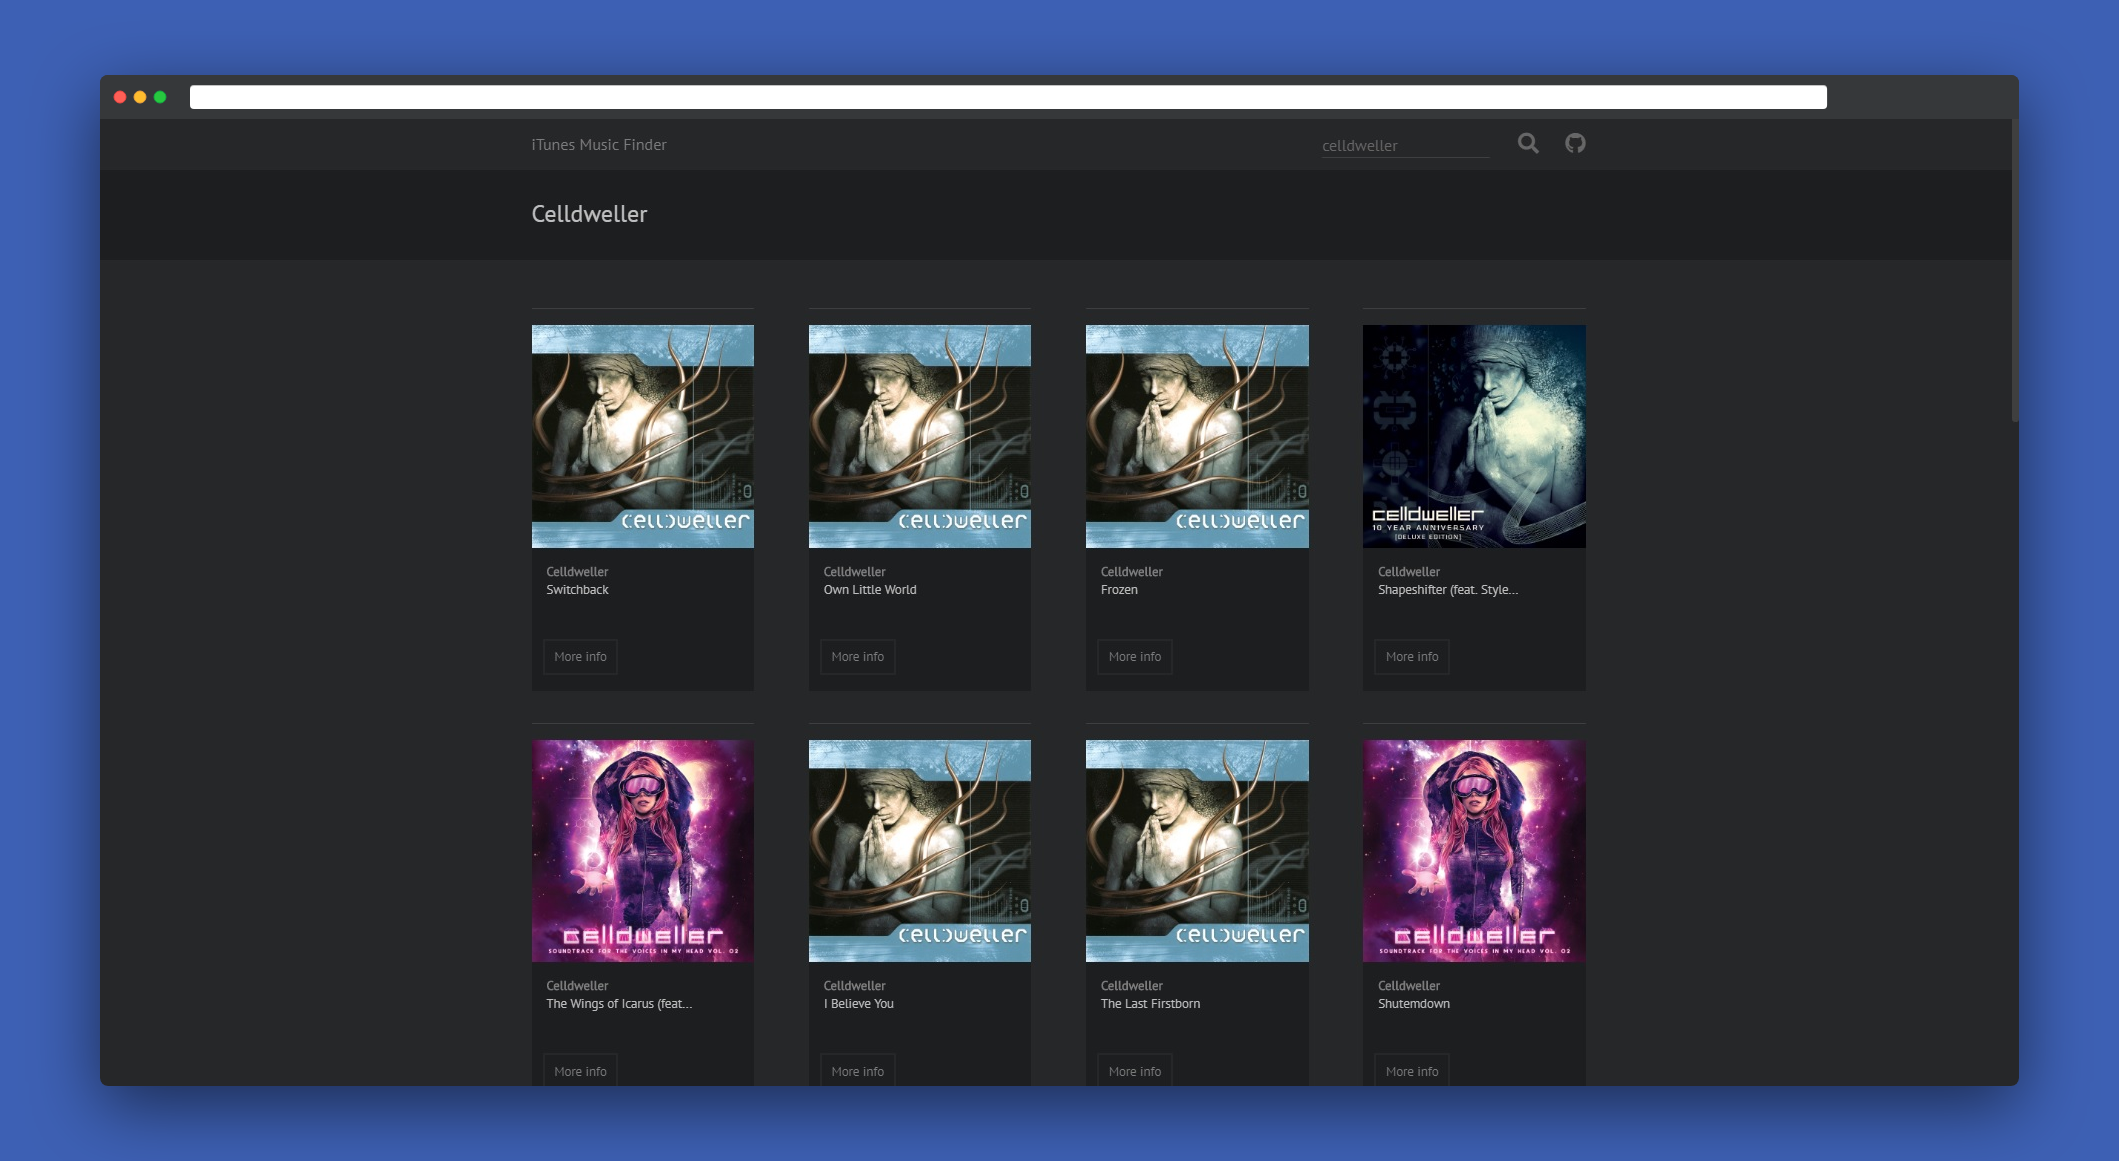 iTunes Music Finder
celldweller
Celldweller
celldweller
celldweller
celldweller
celldweller
10 YEAR ANNIVERSARY
[DELUXE EDITION]
Celldweller
Switchback
More info
Celldweller
Own Little World
More info
Celldweller
Frozen
More info
Celldweller
Shapeshifter (feat. Style...
More info
celldweller
SOUNDTRACK FOR THE VOICES IN MY HEAD VOL. 02
celldweller
celldweller
celldweller
SOUNDTRACK FOR THE VOICES IN MY HEAD VOL. 02
Celldweller
The Wings of Icarus (feat...
More info
Celldweller
I Believe You
More info
Celldweller
The Last Firstborn
More info
Celldweller
Shutemdown
More info